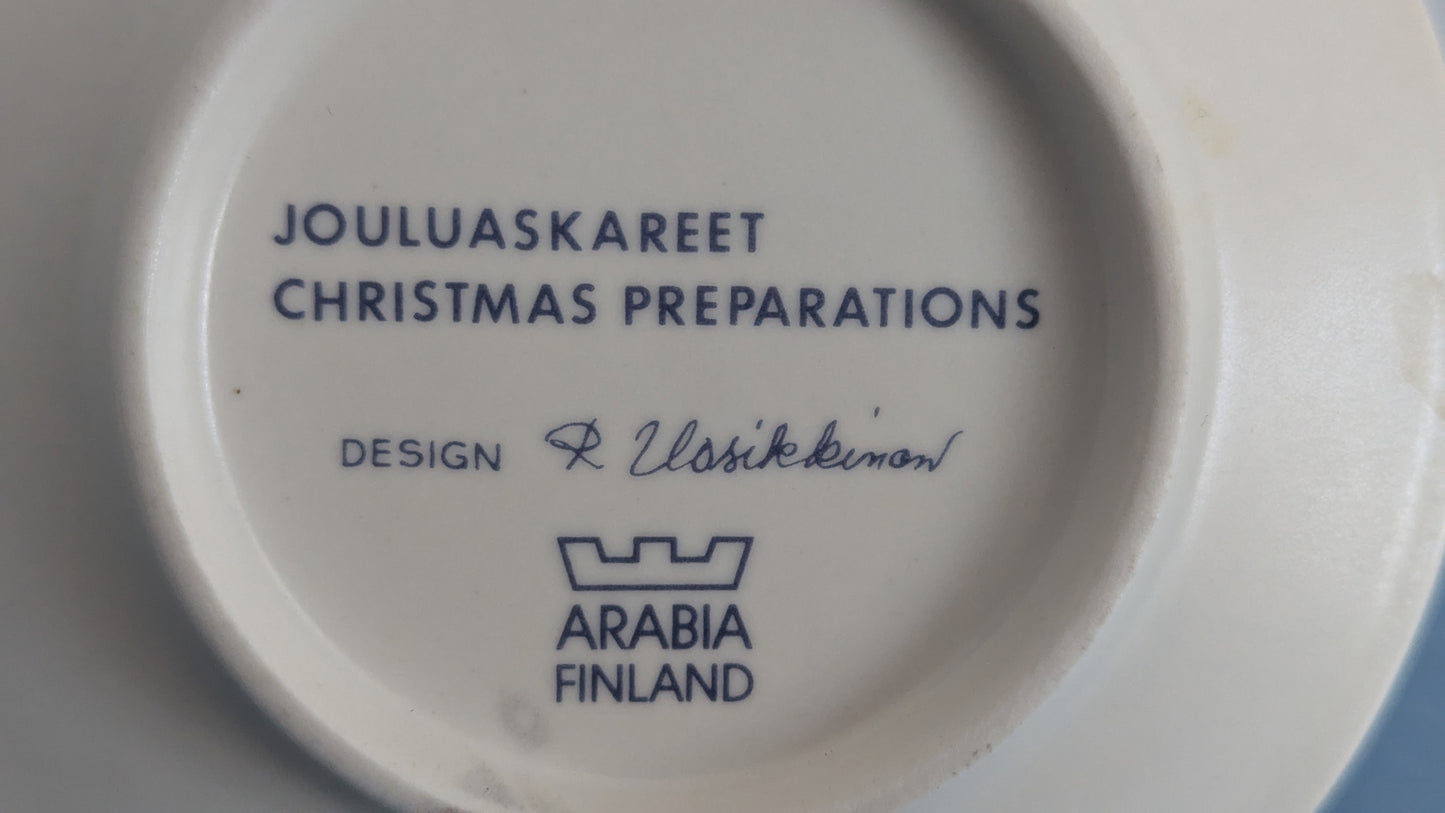 JOULUASKAREET
CHRISTMAS PREPARATIONS
DESIGN R Uosikkinen
ARABIA
FINLAND